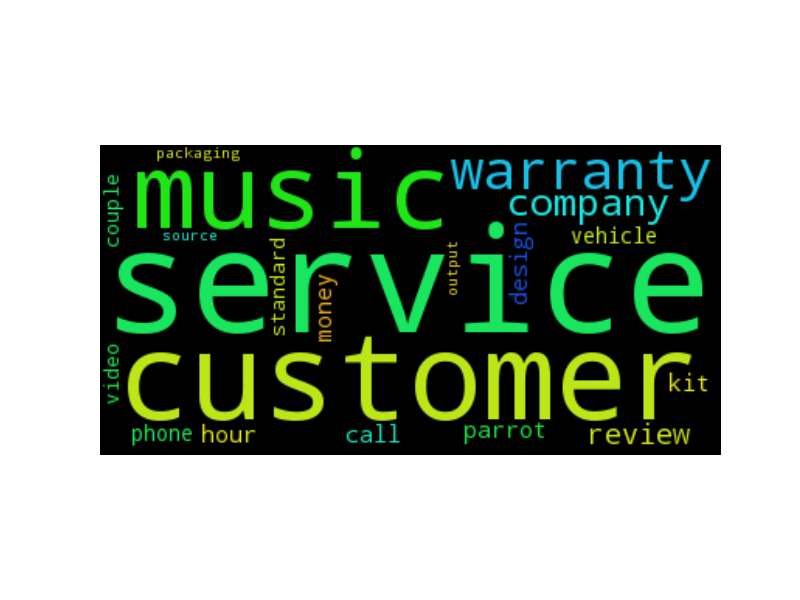 packaging
music
warranty
couple
company
source
vehicle
service
standard
money
output
design
video
customer
kit
phone
hour
call
parrot
review